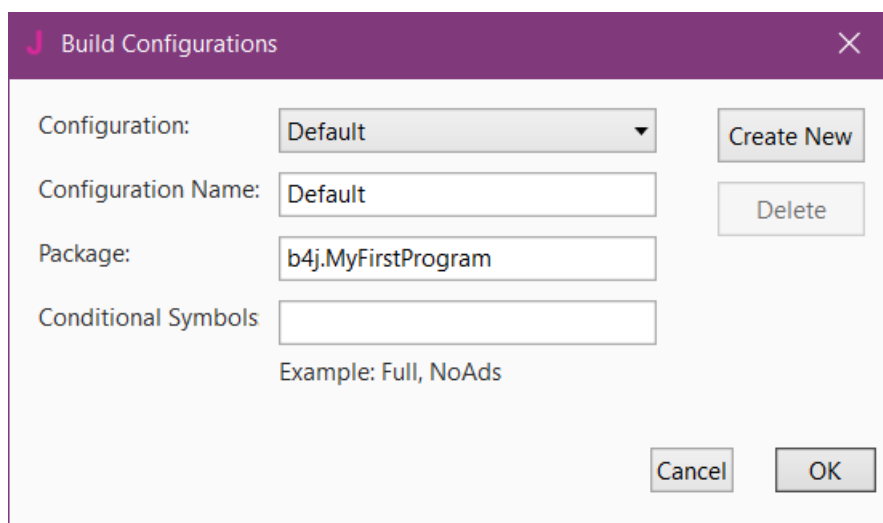 J Build Configurations
Configuration: Default Create New
Configuration Name: Default Delete
Package: b4j.MyFirstProgram
Conditional Symbols
Example: Full, NoAds
Cancel OK